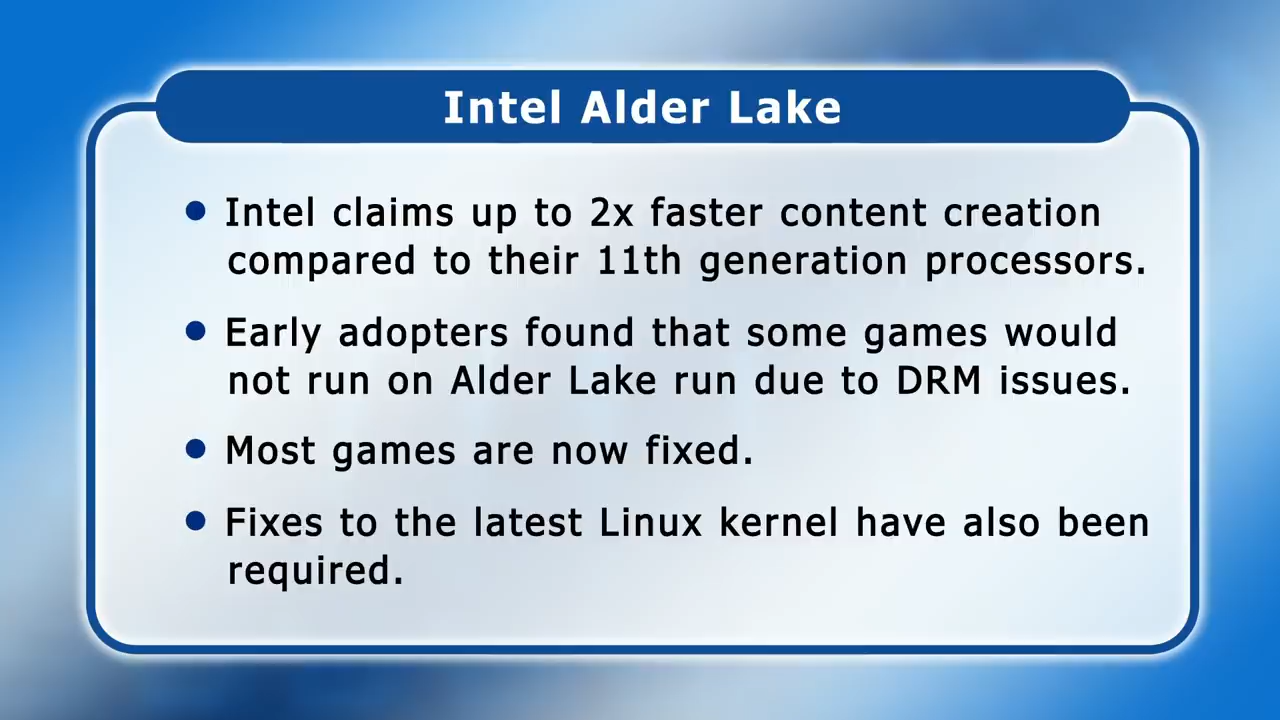 Intel Alder Lake
• Intel claims up to 2x faster content creation
compared to their 11th generation processors.
• Early adopters found that some games would
not run on Alder Lake run due to DRM issues.
• Most games are now fixed.
• Fixes to the latest Linux kernel have also been
required.